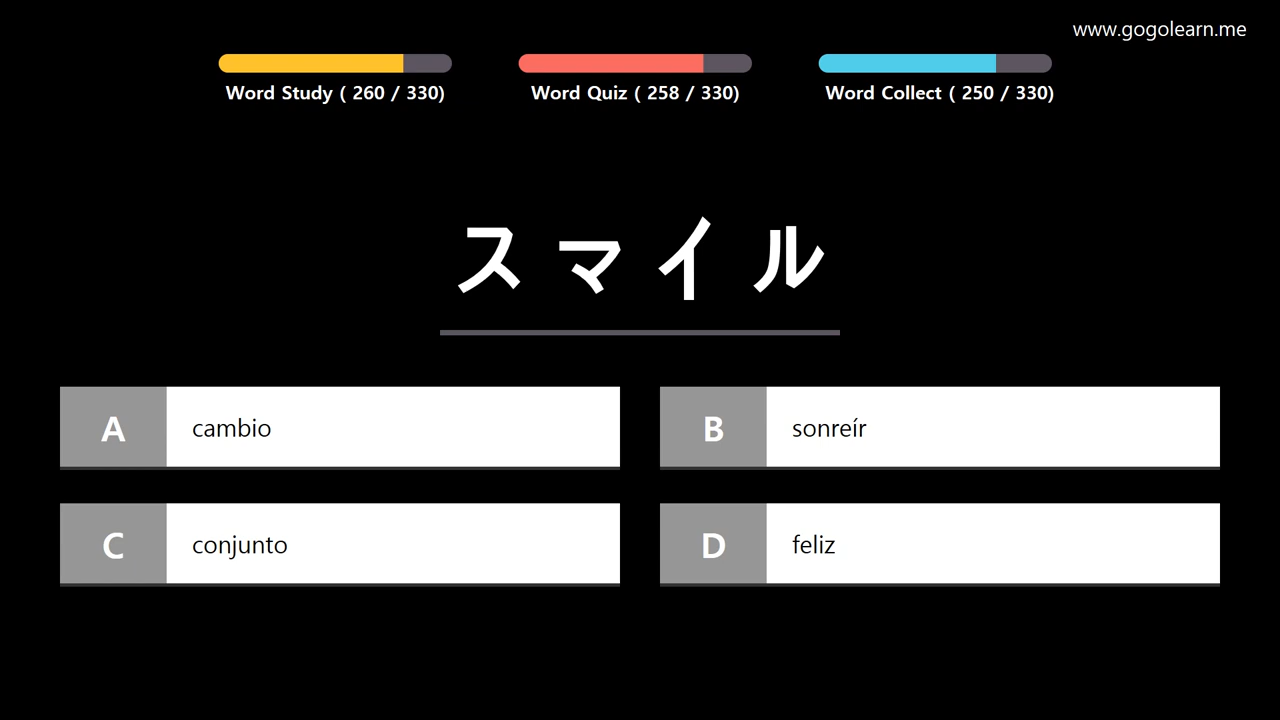 www.gogolearn.me
Word Study ( 260 / 330)
Word Quiz ( 258 / 330)
Word Collect ( 250 / 330)
スマイル
A cambio
B sonreír
C conjunto
D feliz